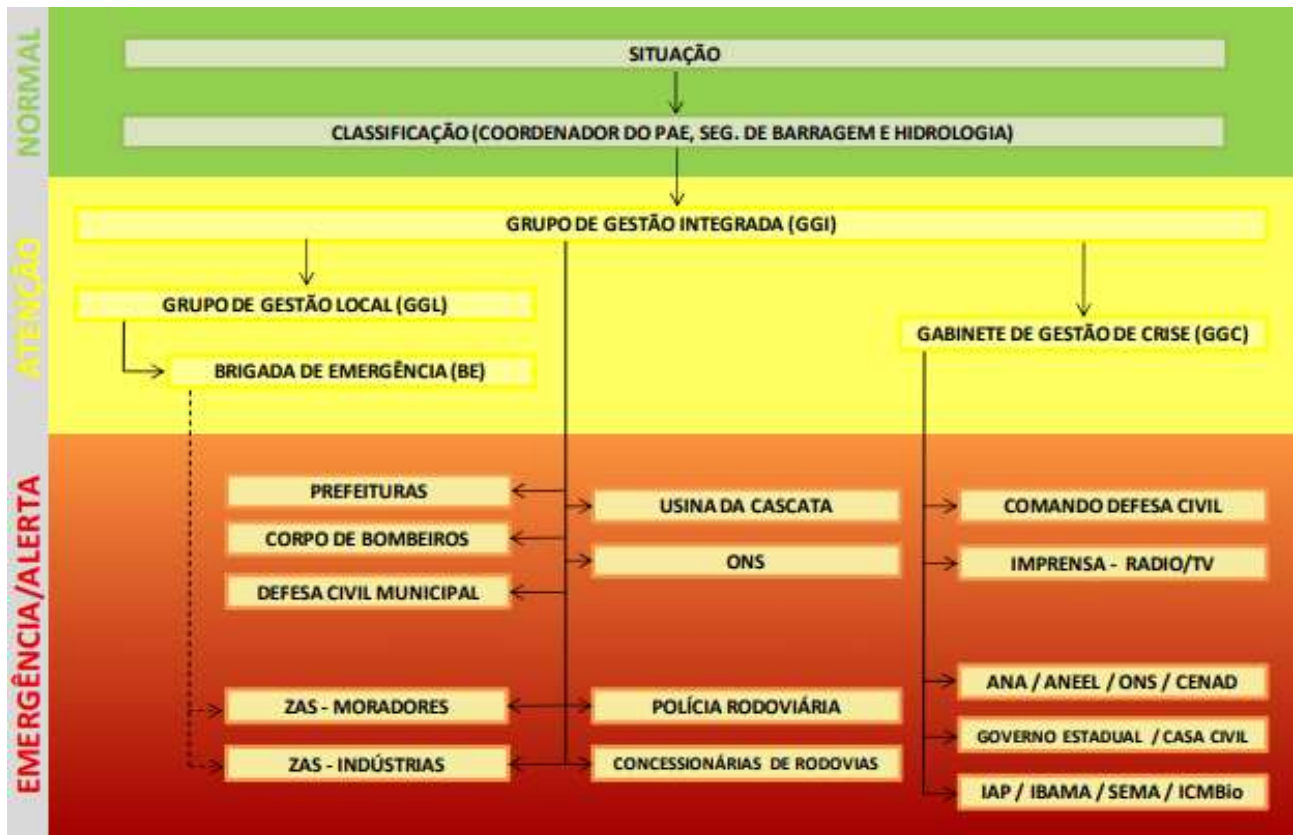 NORMAL
SITUAÇÃO
CLASSIFICAÇÃO (COORDENADOR DO PAE, SEG. DE BARRAGEM E HIDROLOGIA)
ATENÇÃO
GRUPO DE GESTÃO INTEGRADA (GGI)
GRUPO DE GESTÃO LOCAL (GGL)
GABINETE DE GESTÃO DE CRISE (GGC)
BRIGADA DE EMERGÊNCIA (BE)
EMERGÊNCIA/ALERTA
PREFEITURAS
CORPO DE BOMBEIROS
DEFESA CIVIL MUNICIPAL
ZAS - MORADORES
ZAS - INDÚSTRIAS
USINA DA CASCATA
ONS
POLÍCIA RODOVIÁRIA
CONCESSIONÁRIAS DE RODOVIAS
COMANDO DEFESA CIVIL
IMPRENSA - RADIO/TV
ANA / ANEEL / ONS / CENAD
GOVERNO ESTADUAL / CASA CIVIL
IAP / IBAMA / SEMA / ICMBio